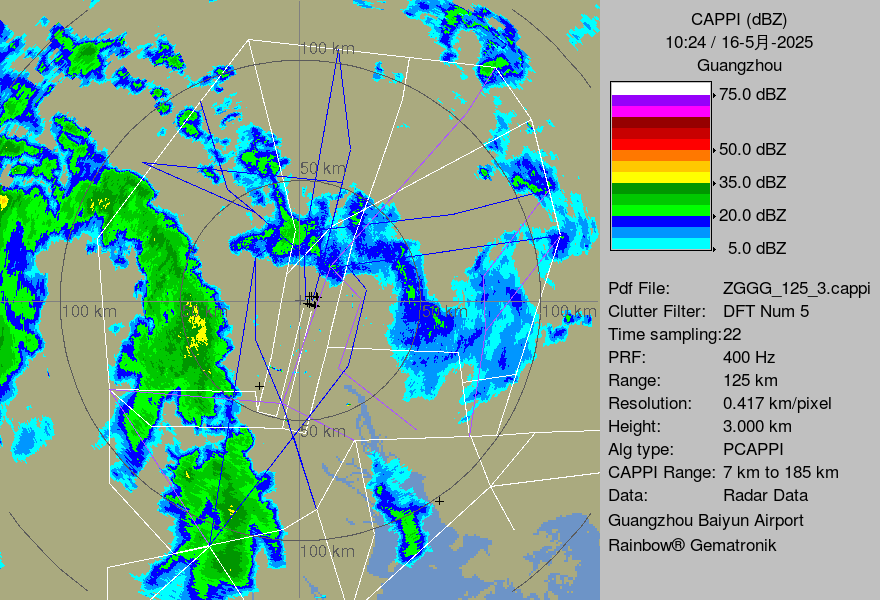 CAPPI (dBZ)
10:24 / 16-5月-2025
Guangzhou
75.0 dBZ
50.0 dBZ
35.0 dBZ
20.0 dBZ
5.0 dBZ
Pdf File: ZGGG_125_3.cappi
Clutter Filter: DFT Num 5
Time sampling:22
PRF: 400 Hz
Range: 125 km
Resolution: 0.417 km/pixel
Height: 3.000 km
Alg type: PCAPPI
CAPPI Range: 7 km to 185 km
Data: Radar Data
Guangzhou Baiyun Airport
Rainbow® Gematronik
100 km
50 km
100 km
50 km
100 km
50 km
100 km